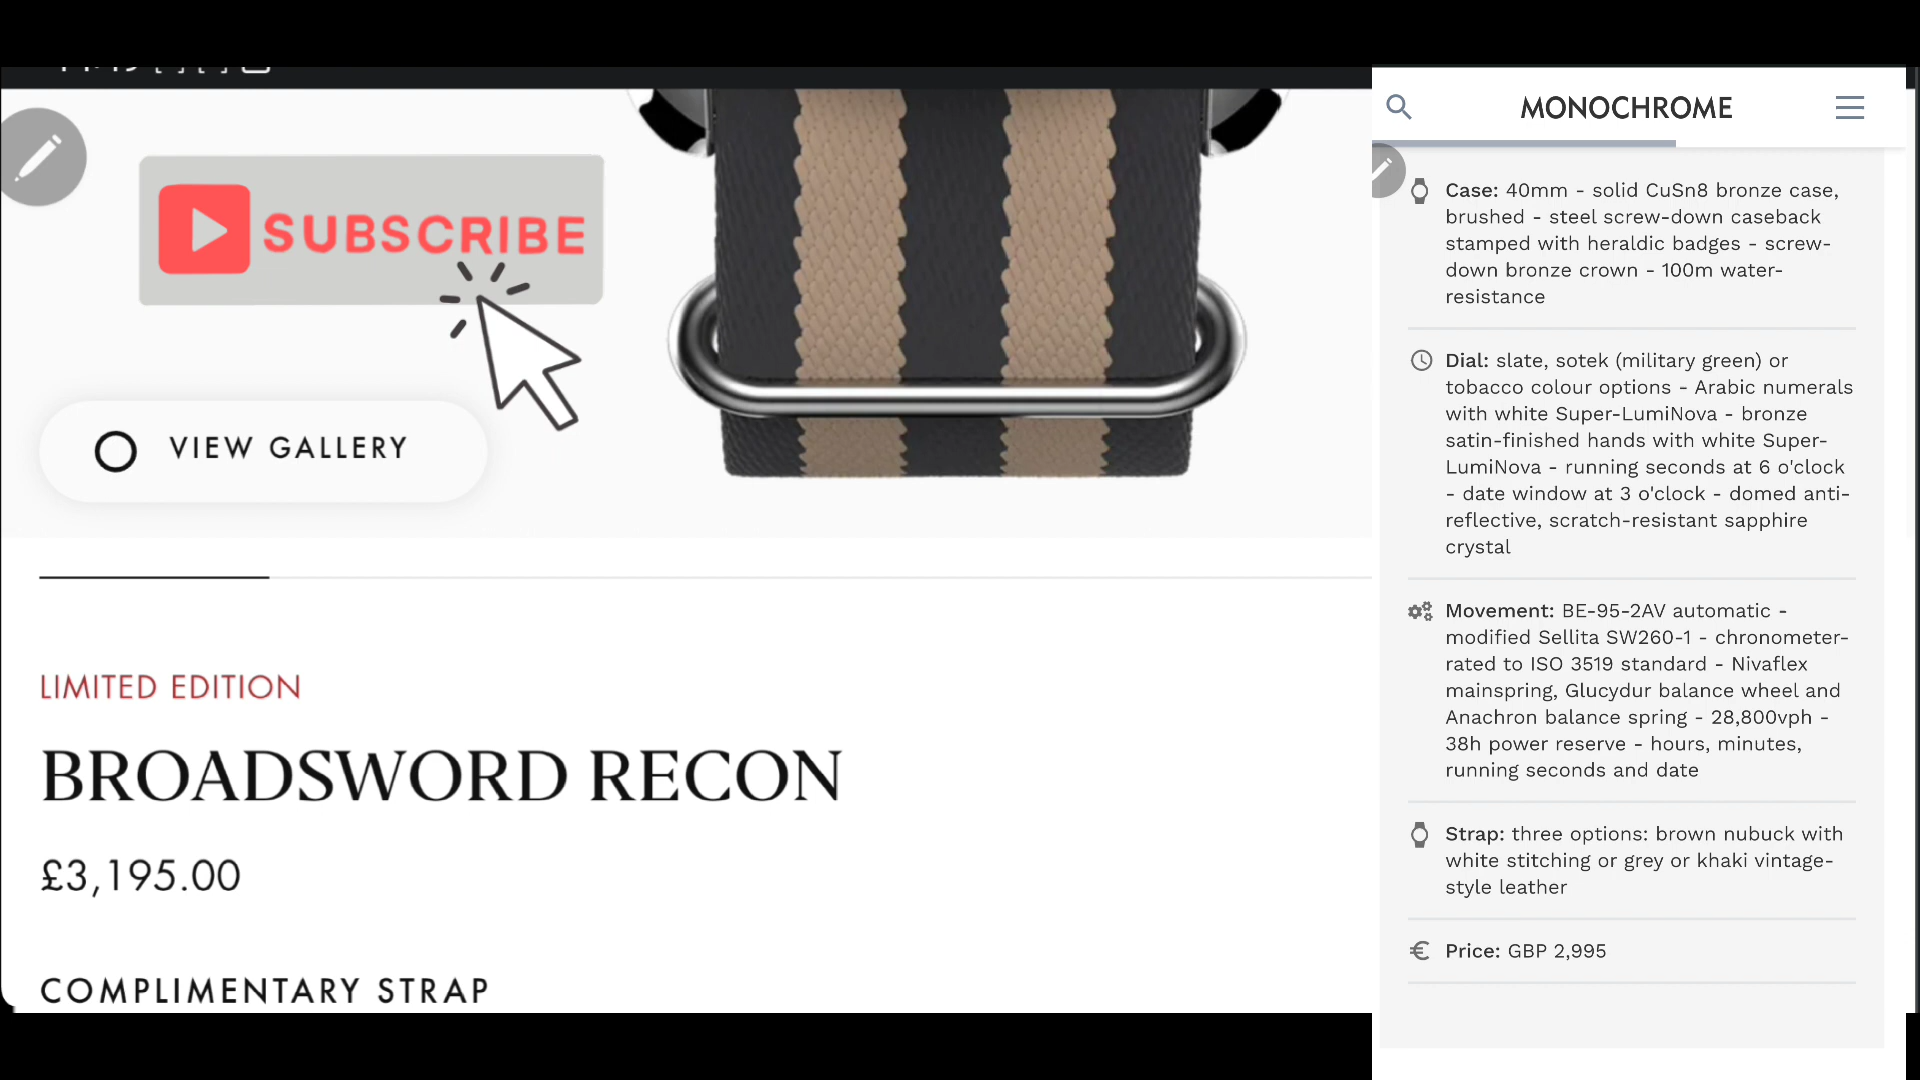 SUBSCRIBE
VIEW GALLERY
LIMITED EDITION
BROADSWORD RECON
£3,195.00
COMPLIMENTARY STRAP
MONOCHROME
Case: 40mm - solid CuSn8 bronze case,
brushed - steel screw-down caseback
stamped with heraldic badges - screw-
down bronze crown - 100m water-
resistance
Dial: slate, sotek (military green) or
tobacco colour options - Arabic numerals
with white Super-LumiNova - bronze
satin-finished hands with white Super-
LumiNova - running seconds at 6 o'clock
- date window at 3 o'clock - domed anti-
reflective, scratch-resistant sapphire
crystal
Movement: BE-95-2AV automatic -
modified Sellita SW260-1 - chronometer-
rated to ISO 3519 standard - Nivaflex
mainspring, Glucydur balance wheel and
Anachron balance spring - 28,800vph -
38h power reserve - hours, minutes,
running seconds and date
Strap: three options: brown nubuck with
white stitching or grey or khaki vintage-
style leather
Price: GBP 2,995